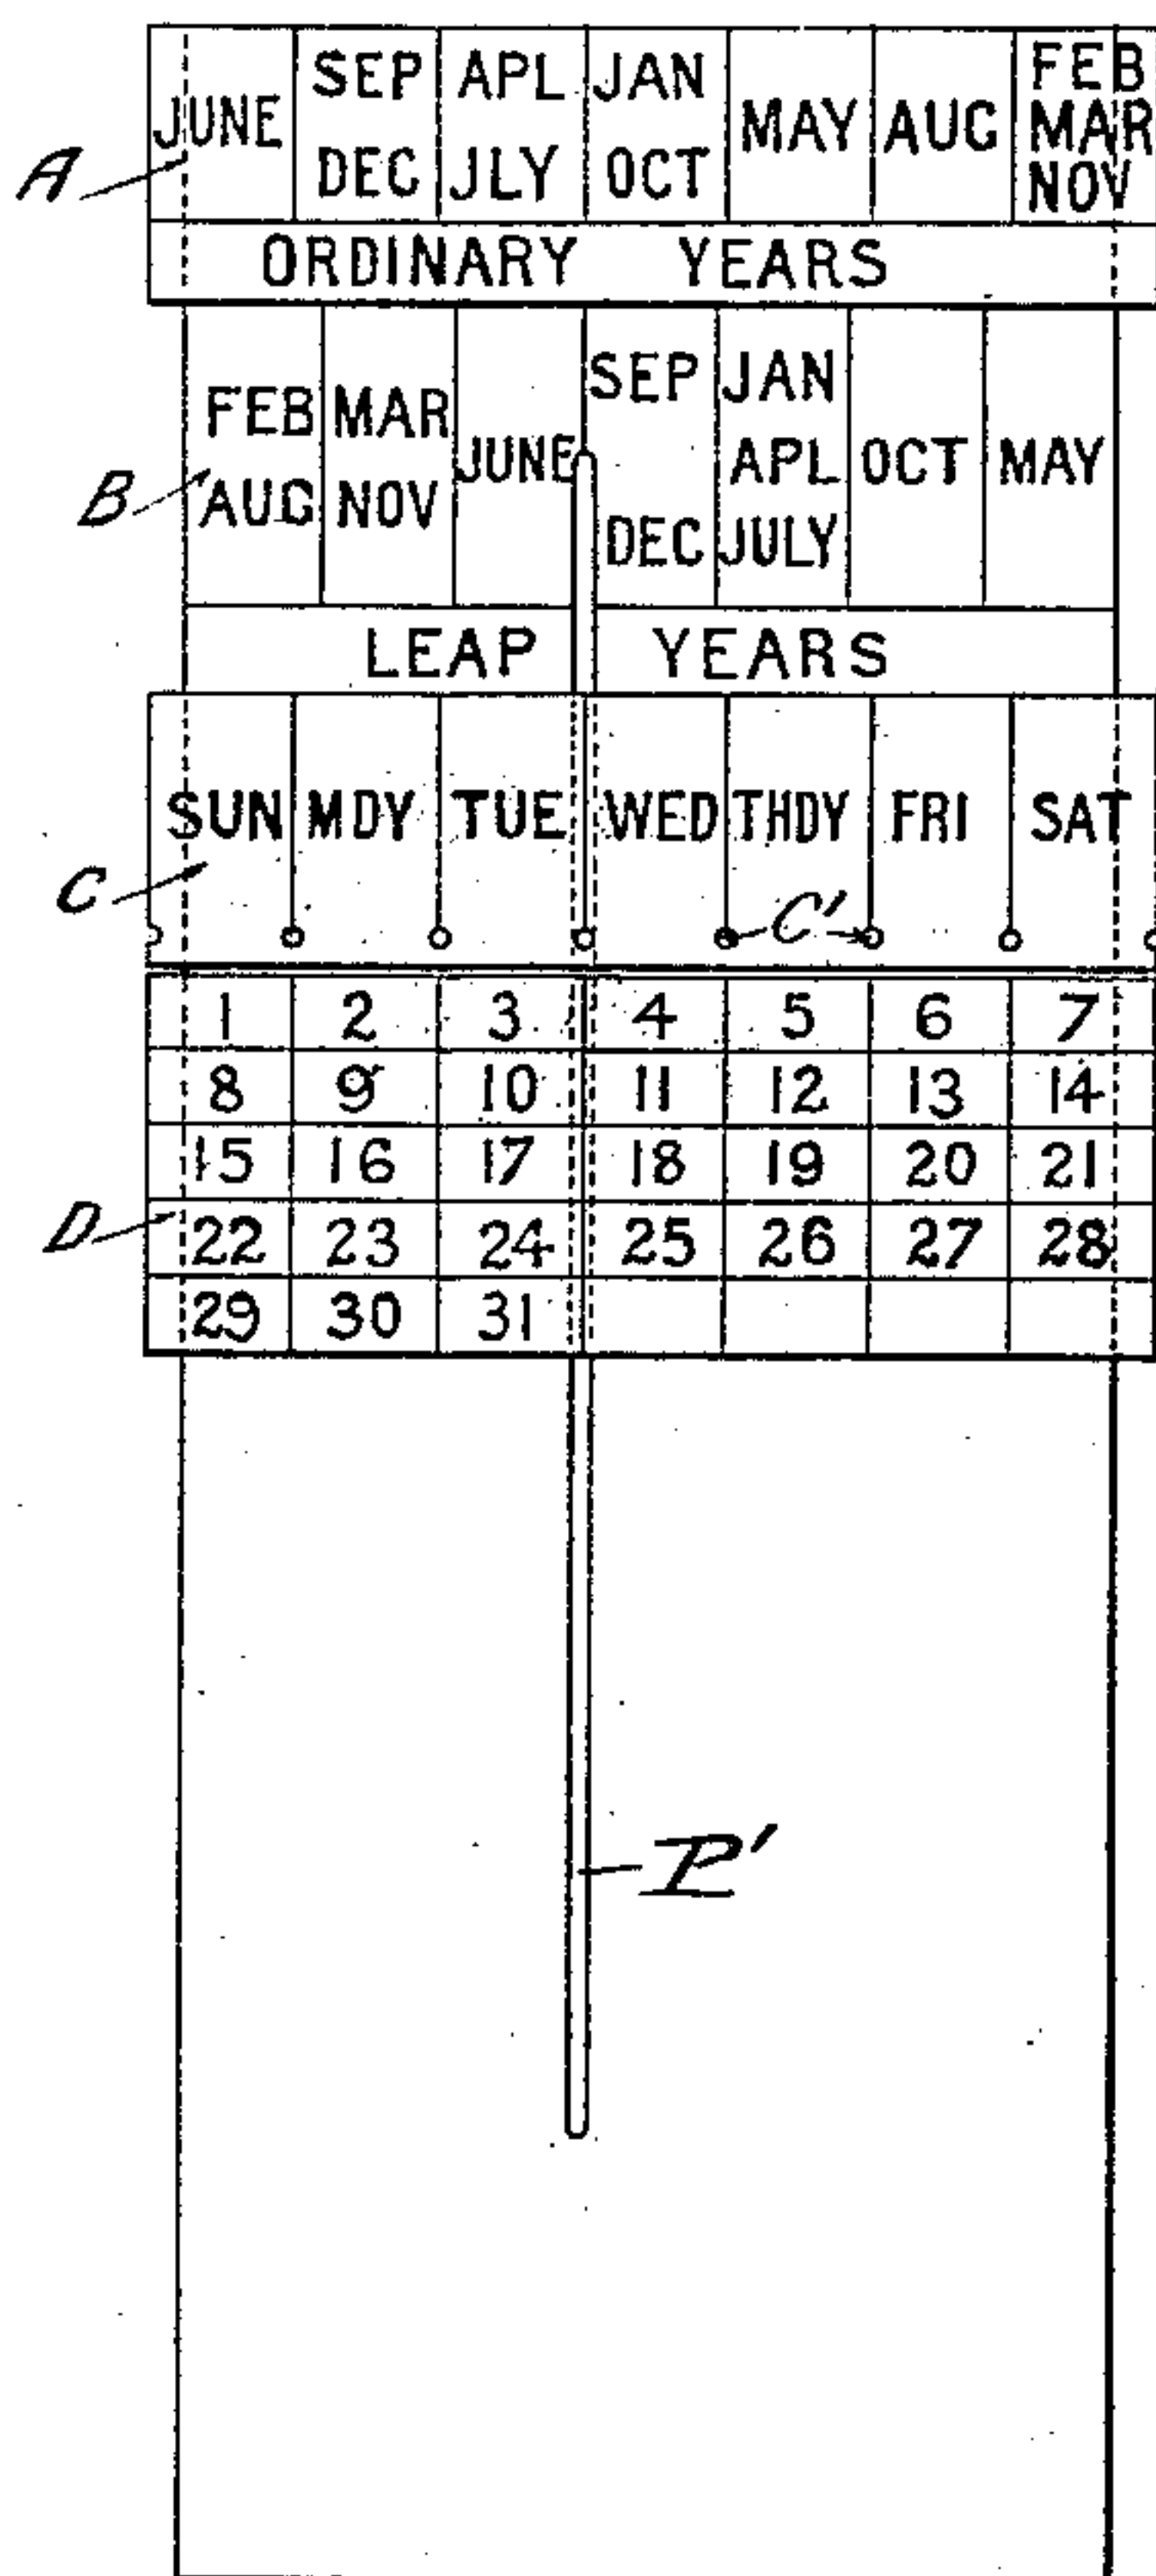 JUNE SEP APL JAN MAY AUG FEB
DEC JLY OCT MAR
NOV
A
ORDINARY YEARS
FEB MAR JUNE SEP JAN OCT MAY
AUG NOV DEC APL
JULY
B
LEAP YEARS
SUN MDY TUE WED THDY FRI SAT
C
C'
1 2 3 4 5 6 7
8 9 10 11 12 13 14
15 16 17 18 19 20 21
D
22 23 24 25 26 27 28
29 30 31
P'